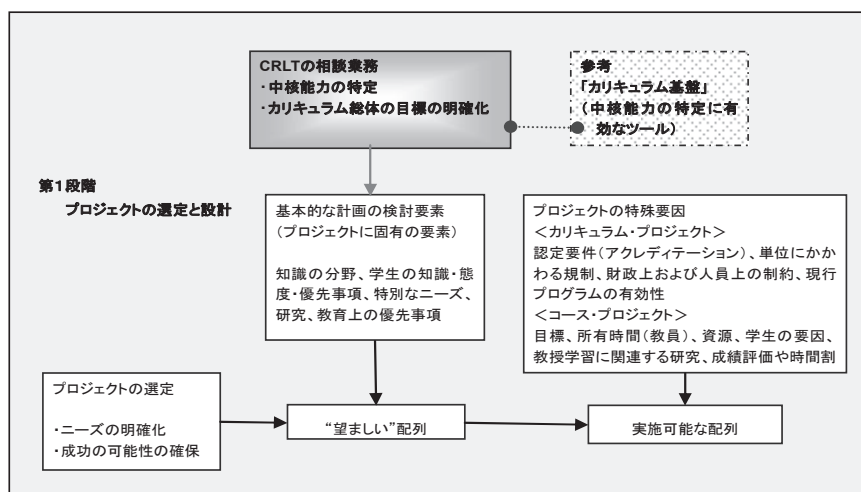 CRLTの相談業務
・中核能力の特定
・カリキュラム総体の目標の明確化
参考
「カリキュラム基盤」
(中核能力の特定に有
効なツール)
第1段階
プロジェクトの選定と設計
基本的な計画の検討要素
(プロジェクトに固有の要素)
知識の分野、学生の知識・態
度・優先事項、特別なニーズ、
研究、教育上の優先事項
プロジェクトの特殊要因
<カリキュラム・プロジェクト>
認定要件(アクレディテーション)、単位にかか
わる規制、財政上および人員上の制約、現行
プログラムの有効性
<コース・プロジェクト>
目標、所有時間(教員)、資源、学生の要因、
教授学習に関連する研究、成績評価や時間割
プロジェクトの選定
・ニーズの明確化
・成功の可能性の確保
“望ましい”配列
実施可能な配列